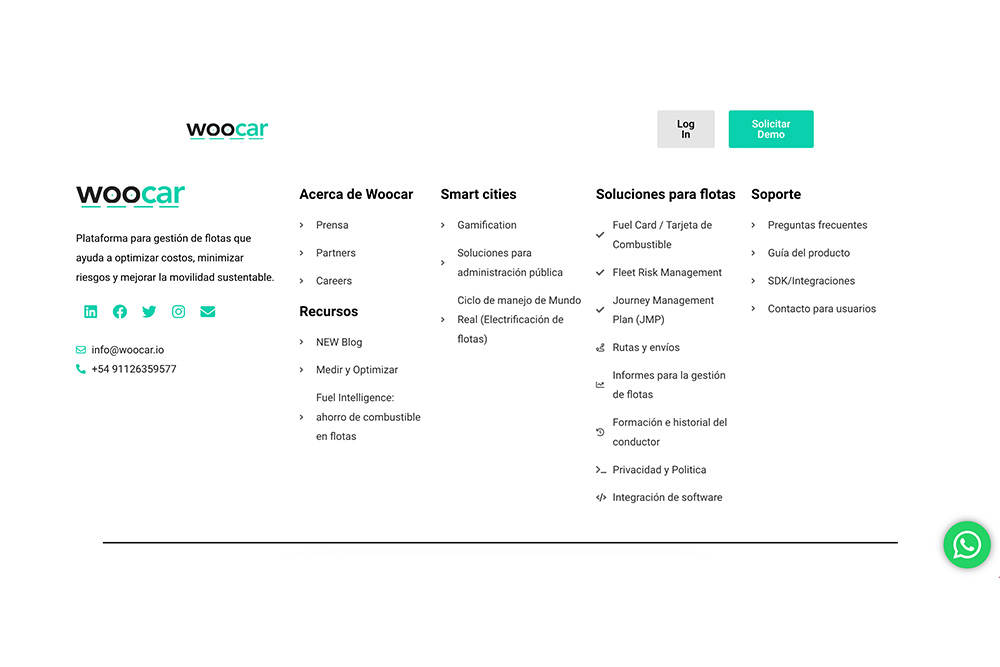 woocar
Log
In
Solicitar
Demo
woocar
Plataforma para gestión de flotas que
ayuda a optimizar costos, minimizar
riesgos y mejorar la movilidad sustentable.
info@woocar.io
+54 91126359577
Acerca de Woocar
Prensa
Partners
Careers
Recursos
NEW Blog
Medir y Optimizar
Fuel Intelligence:
ahorro de combustible
en flotas
Smart cities
Gamification
Soluciones para
administración pública
Ciclo de manejo de Mundo
Real (Electrificación de
flotas)
Soluciones para flotas
Fuel Card / Tarjeta de
Combustible
Fleet Risk Management
Journey Management
Plan (JMP)
Rutas y envíos
Informes para la gestión
de flotas
Formación e historial del
conductor
Privacidad y Politica
Integración de software
Soporte
Preguntas frecuentes
Guía del producto
SDK/Integraciones
Contacto para usuarios